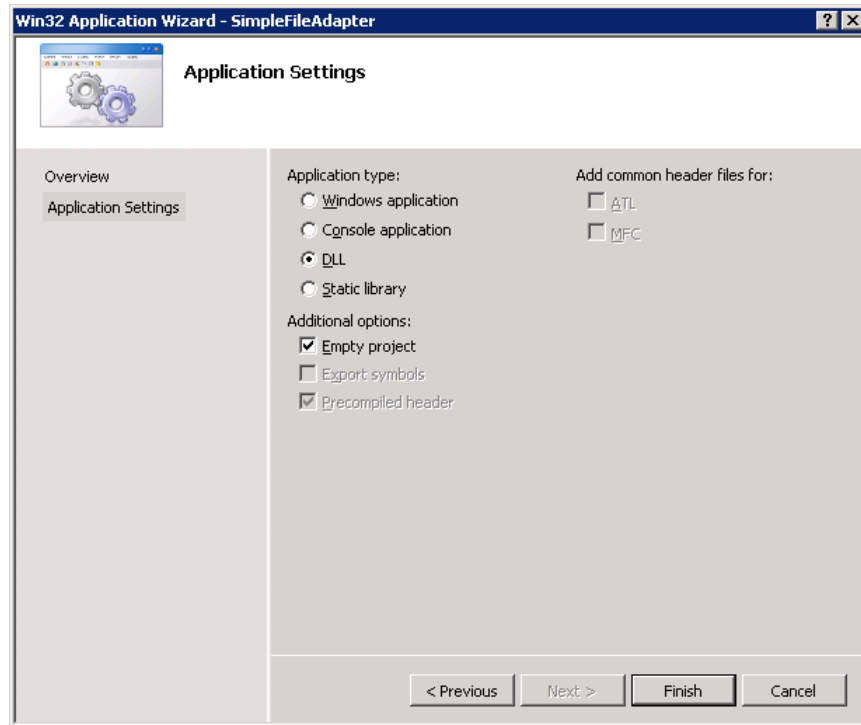 Win32 Application Wizard - SimpleFileAdapter
Application Settings
Overview
Application Settings
Application type:
Windows application
Console application
DLL
Static library
Additional options:
Empty project
Export symbols
Precompiled header
Add common header files for:
ATL
MFC
< Previous
Next >
Finish
Cancel